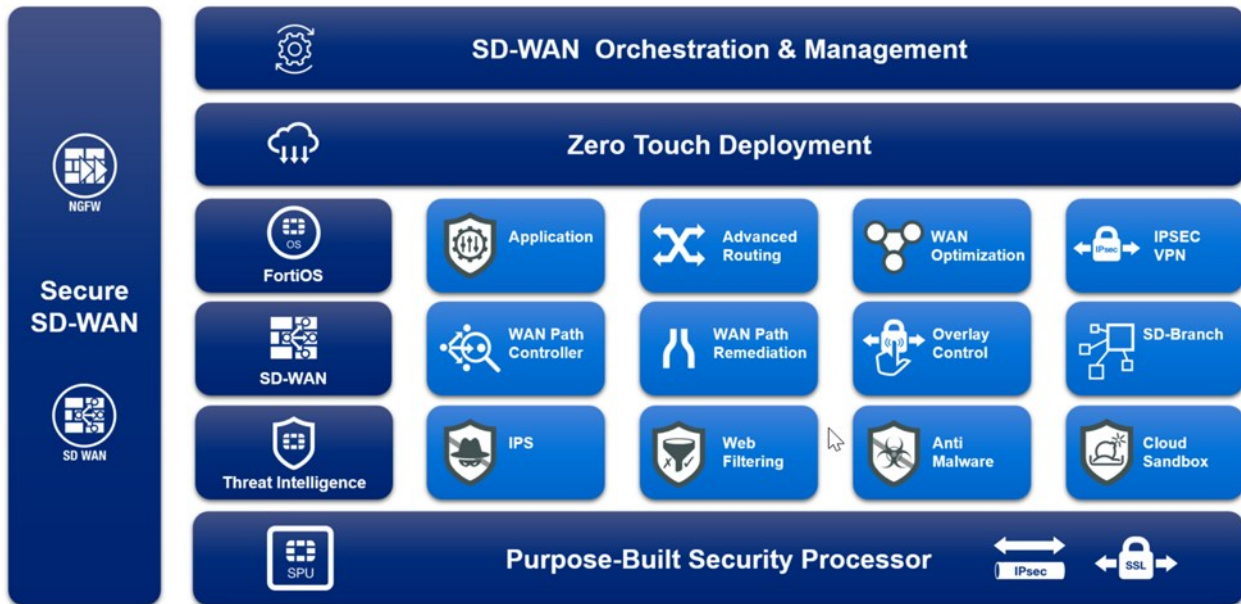 SD-WAN Orchestration & Management
Zero Touch Deployment
NGFW
Secure
SD-WAN
SD WAN
OS
FortiOS
Application
Advanced
Routing
WAN
Optimization
IPsec
IPSEC
VPN
SD-WAN
WAN Path
Controller
WAN Path
Remediation
Overlay
Control
SD-Branch
Threat Intelligence
IPS
Web
Filtering
Anti
Malware
Cloud
Sandbox
SPU
Purpose-Built Security Processor
IPsec
SSL